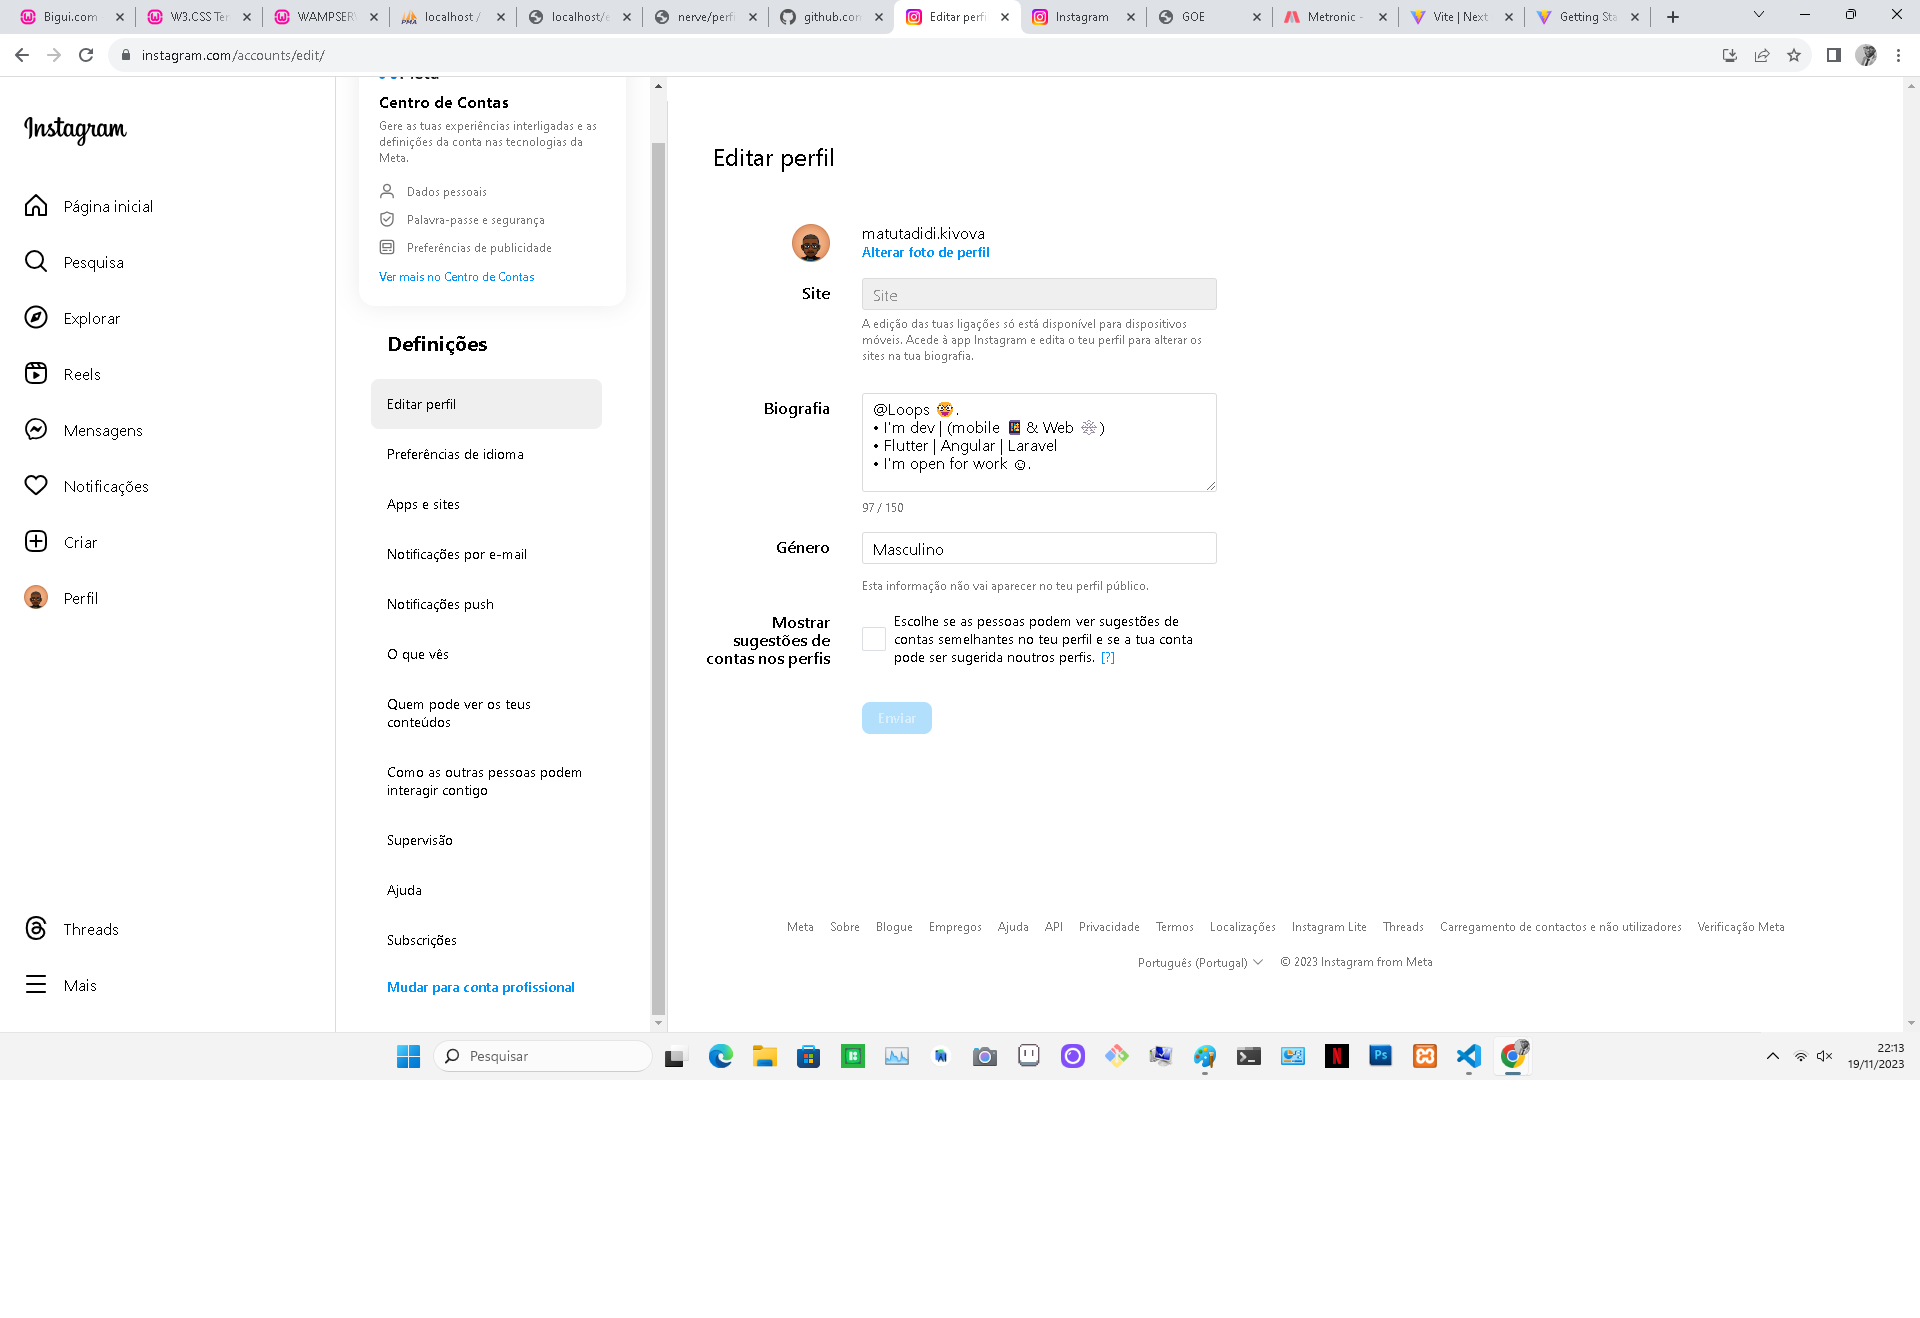 Bigui.com
W3.CSS Ter
WAMPSER
localhost /
localhost/e
nerve/perfi
github.con
Editar perfi
Instagram
GOE
Metronic -
Vite | Next
Getting Sta
instagram.com/accounts/edit/
Instagram
Página inicial
Pesquisa
Explorar
Reels
Mensagens
Notificações
Criar
Perfil
Threads
Mais
Centro de Contas
Gere as tuas experiências interligadas e as
definições da conta nas tecnologias da
Meta.
Dados pessoais
Palavra-passe e segurança
Preferências de publicidade
Ver mais no Centro de Contas
Definições
Editar perfil
Preferências de idioma
Apps e sites
Notificações por e-mail
Notificações push
O que vês
Quem pode ver os teus
conteúdos
Como as outras pessoas podem
interagir contigo
Supervisão
Ajuda
Subscrições
Mudar para conta profissional
Editar perfil
matutadidi.kivova
Alterar foto de perfil
Site
Site
A edição das tuas ligações só está disponível para dispositivos
móveis. Acede à app Instagram e edita o teu perfil para alterar os
sites na tua biografia.
Biografia
@Loops 🤪.
• I'm dev | (mobile 📱 & Web 🕸)
• Flutter | Angular | Laravel
• I'm open for work ☺.
97 / 150
Género
Masculino
Esta informação não vai aparecer no teu perfil público.
Mostrar
sugestões de
contas nos perfis
Escolhe se as pessoas podem ver sugestões de
contas semelhantes no teu perfil e se a tua conta
pode ser sugerida noutros perfis. [?]
Enviar
Meta Sobre Blogue Empregos Ajuda API Privacidade Termos Localizações Instagram Lite Threads Carregamento de contactos e não utilizadores Verificação Meta
Português (Portugal) © 2023 Instagram from Meta
Pesquisar
22:13
19/11/2023